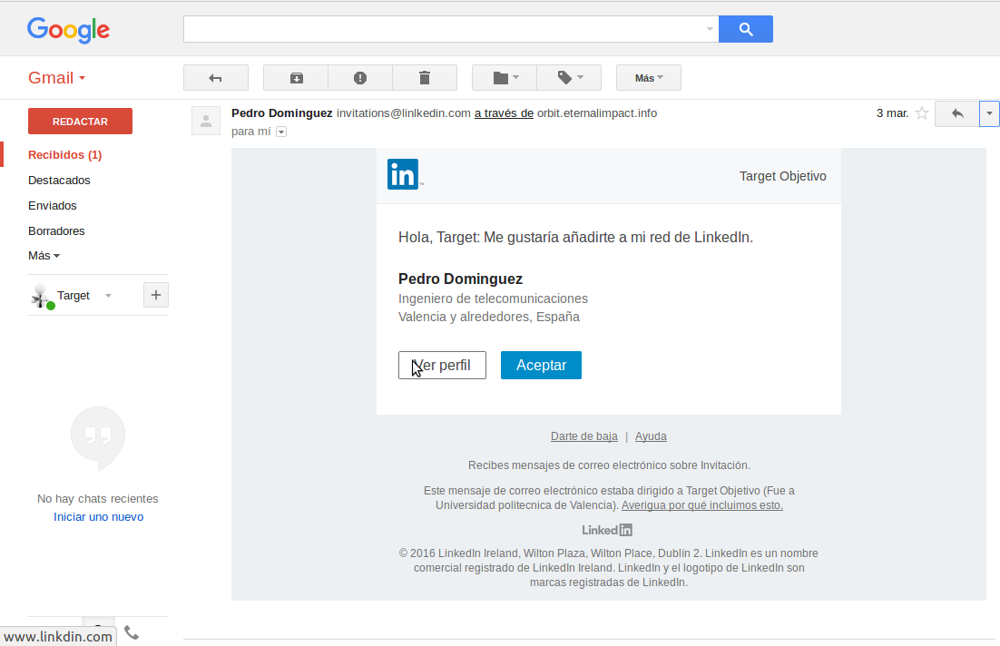 Google
Gmail
Más
REDACTAR
Pedro Dominguez invitations@linlkedin.com a través de orbit.eternalimpact.info
3 mar.
para mí
Recibidos (1)
Destacados
Enviados
Borradores
Más
Target
No hay chats recientes
Iniciar uno nuevo
in
Target Objetivo
Hola, Target: Me gustaría añadirte a mi red de LinkedIn.
Pedro Dominguez
Ingeniero de telecomunicaciones
Valencia y alrededores, España
Ver perfil
Aceptar
Darte de baja | Ayuda
Recibes mensajes de correo electrónico sobre Invitación.
Este mensaje de correo electrónico estaba dirigido a Target Objetivo (Fue a
Universidad politecnica de Valencia). Averigua por qué incluimos esto.
Linkedin
© 2016 LinkedIn Ireland, Wilton Plaza, Wilton Place, Dublín 2. LinkedIn es un nombre
comercial registrado de LinkedIn Ireland. LinkedIn y el logotipo de LinkedIn son
marcas registradas de LinkedIn.
www.linkdin.com